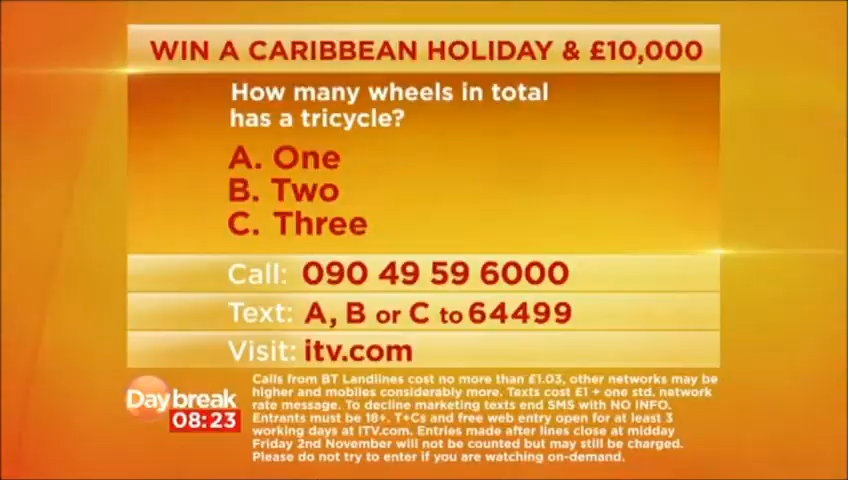 WIN A CARIBBEAN HOLIDAY & £10,000
How many wheels in total
has a tricycle?
A. One
B. Two
C. Three
Call: 090 49 59 6000
Text: A, B or C to 64499
Visit: itv.com
Daybreak
08:23
Calls from BT Landlines cost no more than £1.03, other networks may be
higher and mobiles considerably more. Texts cost £1 + one std. network
rate message. To decline marketing texts end SMS with NO INFO.
Entrants must be 18+. T+Cs and free web entry open for at least 3
working days at ITV.com. Entries made after lines close at midday
Friday 2nd November will not be counted but may still be charged.
Please do not try to enter if you are watching on-demand.